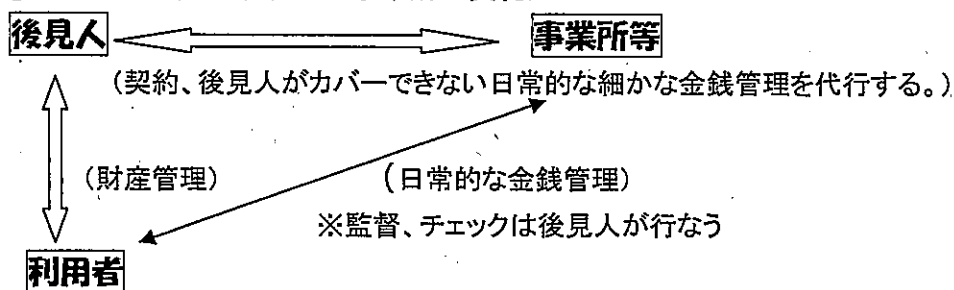 後見人
事業所等
(契約、後見人がカバーできない日常的な細かな金銭管理を代行する。)
(財産管理)
(日常的な金銭管理)
※監督、チェックは後見人が行なう
利用者